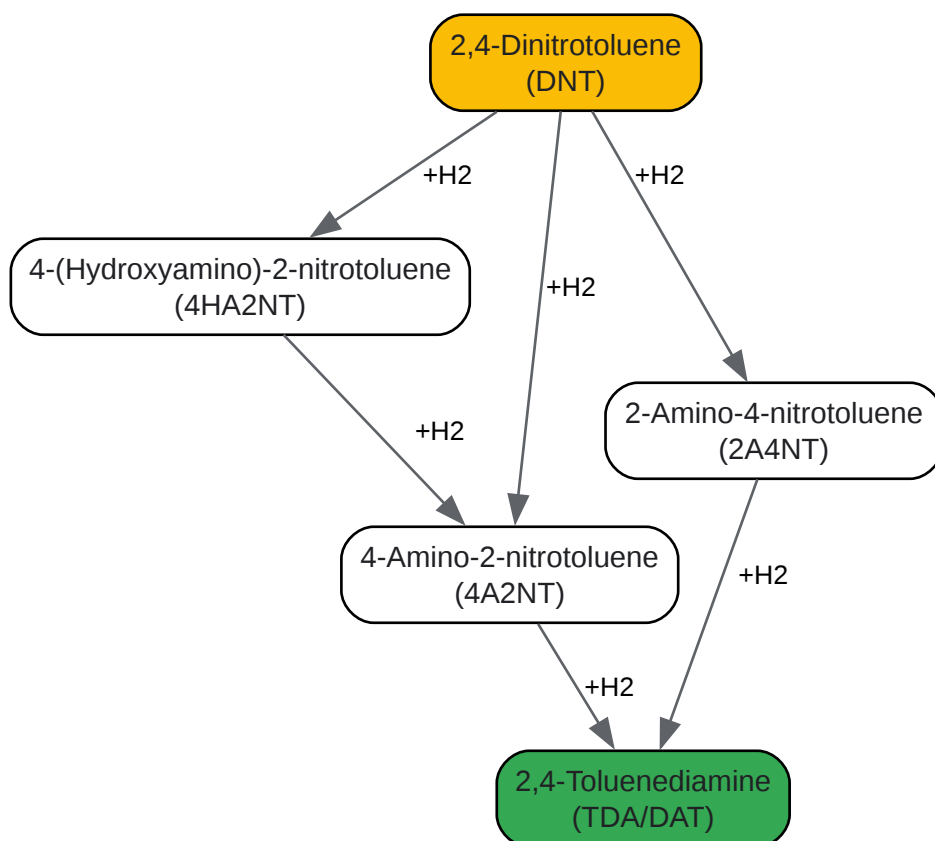 2,4-Dinitrotoluene
(DNT)
+H2
+H2
+H2
4-(Hydroxyamino)-2-nitrotoluene
(4HA2NT)
+H2
2-Amino-4-nitrotoluene
(2A4NT)
4-Amino-2-nitrotoluene
(4A2NT)
+H2
+H2
2,4-Toluenediamine
(TDA/DAT)